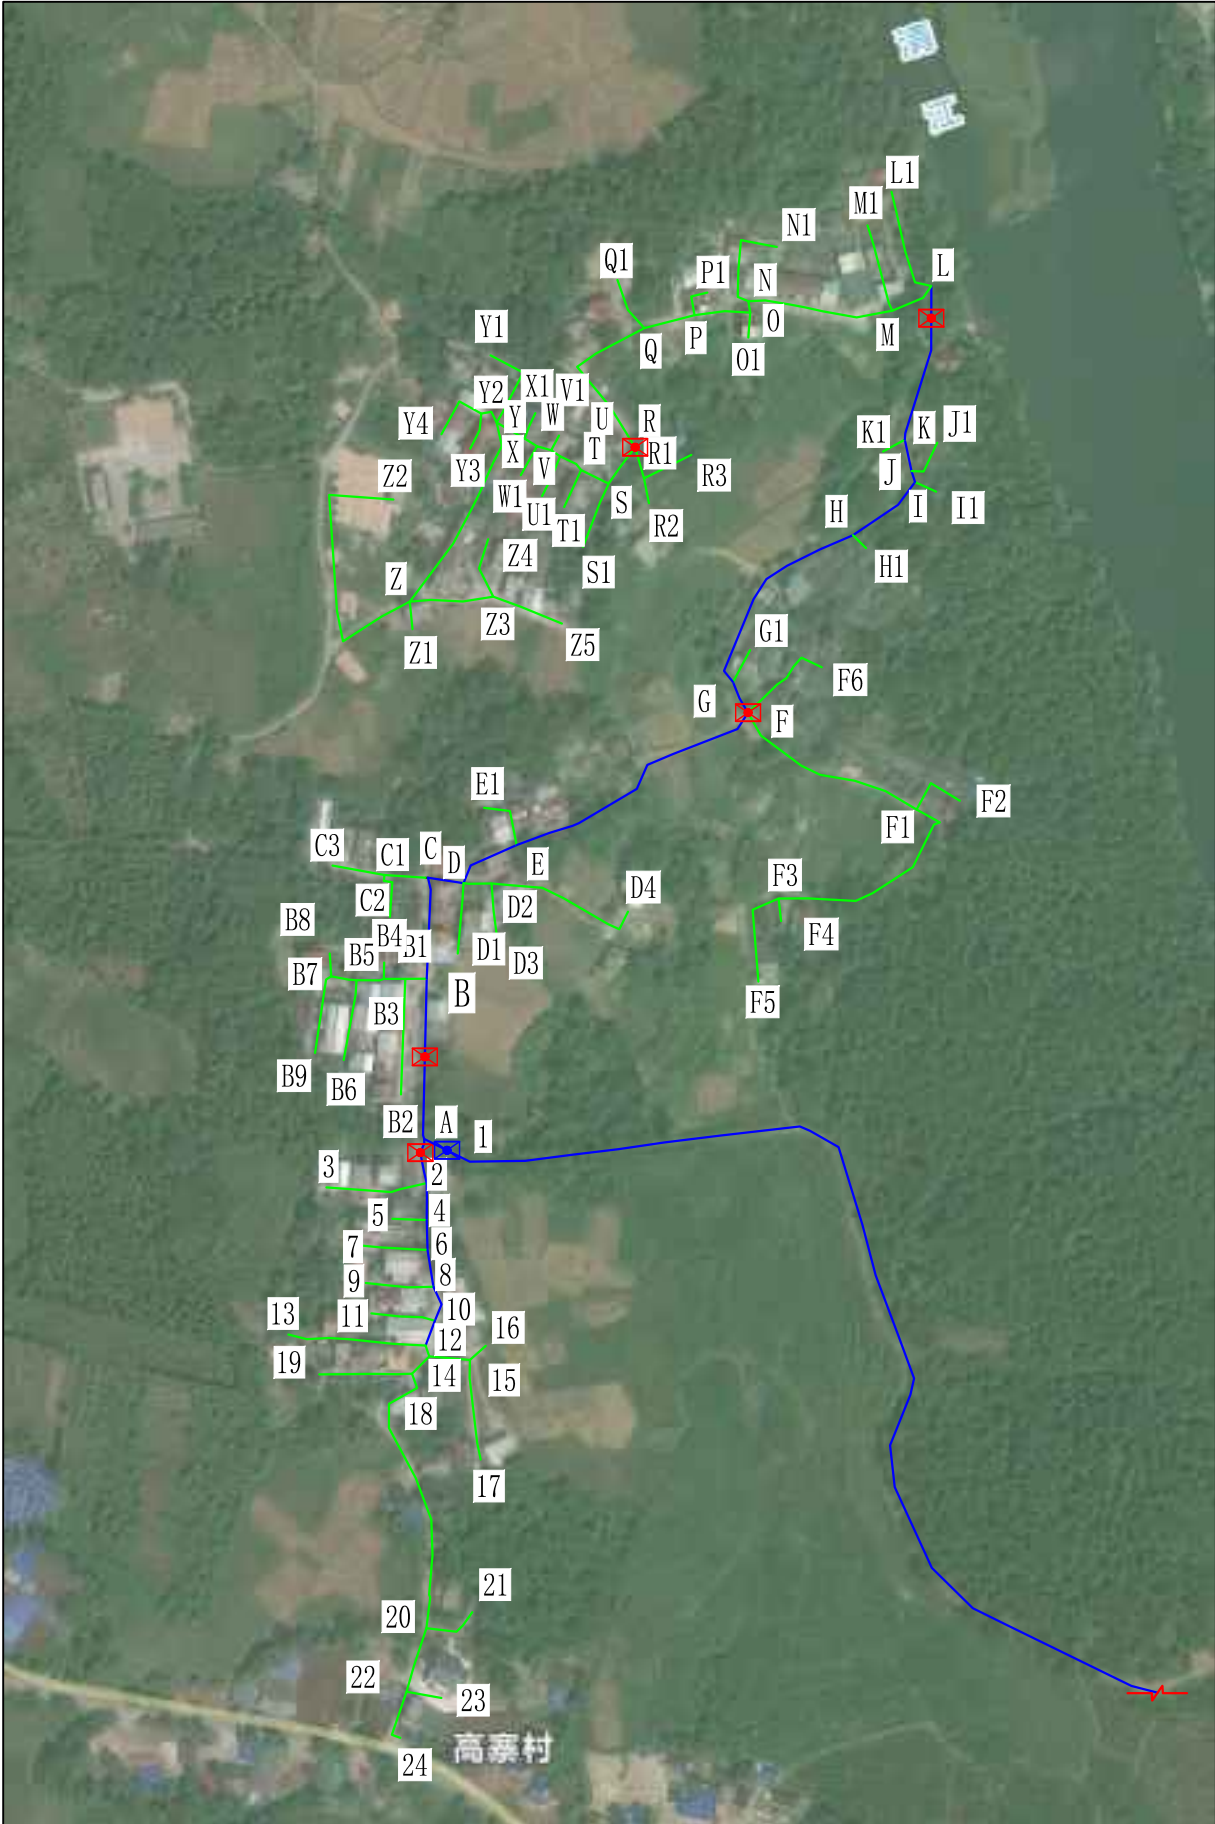 湾
江
L1
M1
N1
Q1
P1
L
N
O
M
P
Q
O1
Y1
X1
V1
Y2
W
Y4
Y
U
R
K1
K
J1
X
T
R1
Y3
V
R3
J
Z2
W1
U1
S
I
I1
T1
R2
H
Z4
S1
H1
Z
Z3
Z5
Z1
G1
F6
G
F
E1
F2
F1
C3
C1
C
D
E
C2
D2
D4
F3
B8
B4
B1
B5
D1
D3
F4
B7
B
F5
B3
B9
B6
B2
A
1
3
2
5
4
7
6
9
8
13
11
10
16
12
19
14
15
18
17
21
20
22
23
24
高寨村